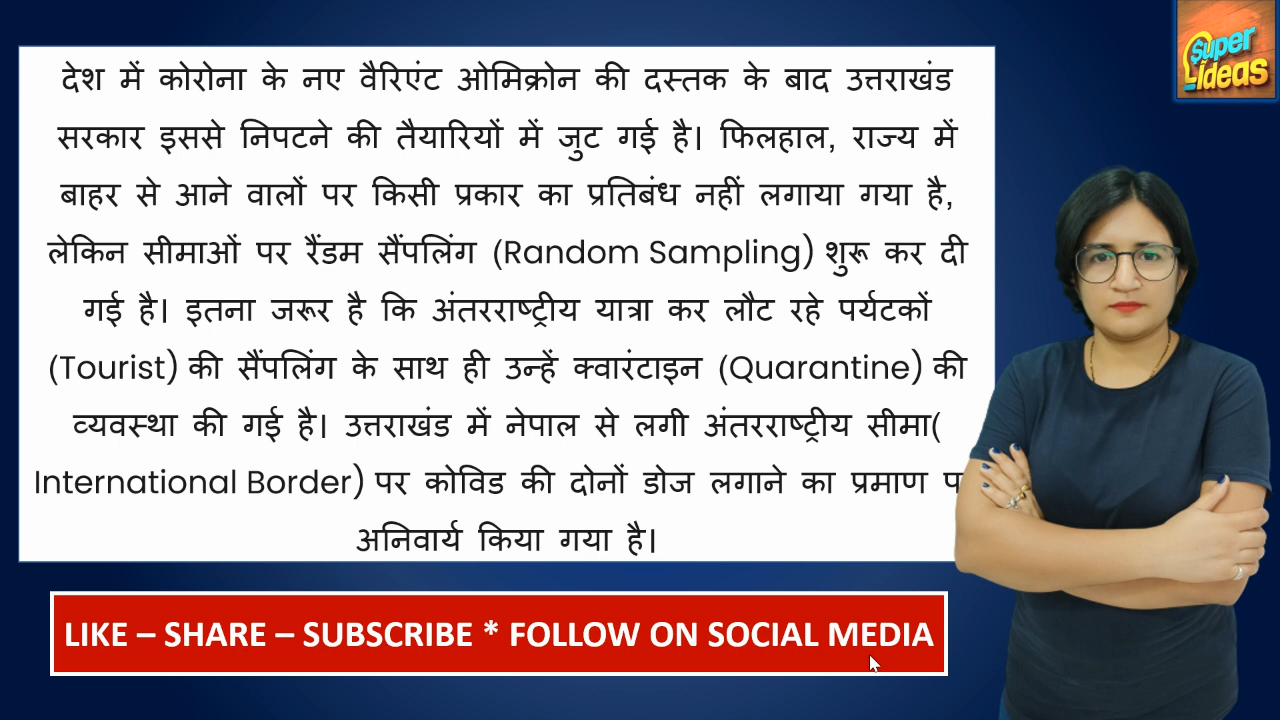 Super
Ideas
देश में कोरोना के नए वैरिएंट ओमिक्रोन की दस्तक के बाद उत्तराखंड
सरकार इससे निपटने की तैयारियों में जुट गई है। फिलहाल, राज्य में
बाहर से आने वालों पर किसी प्रकार का प्रतिबंध नहीं लगाया गया है,
लेकिन सीमाओं पर रैंडम सैंपलिंग (Random Sampling) शुरू कर दी
गई है। इतना जरूर है कि अंतरराष्ट्रीय यात्रा कर लौट रहे पर्यटकों
(Tourist) की सैंपलिंग के साथ ही उन्हें क्वारंटाइन (Quarantine) की
व्यवस्था की गई है। उत्तराखंड में नेपाल से लगी अंतरराष्ट्रीय सीमा(
International Border) पर कोविड की दोनों डोज लगाने का प्रमाण
अनिवार्य किया गया है।
LIKE – SHARE – SUBSCRIBE * FOLLOW ON SOCIAL MEDIA